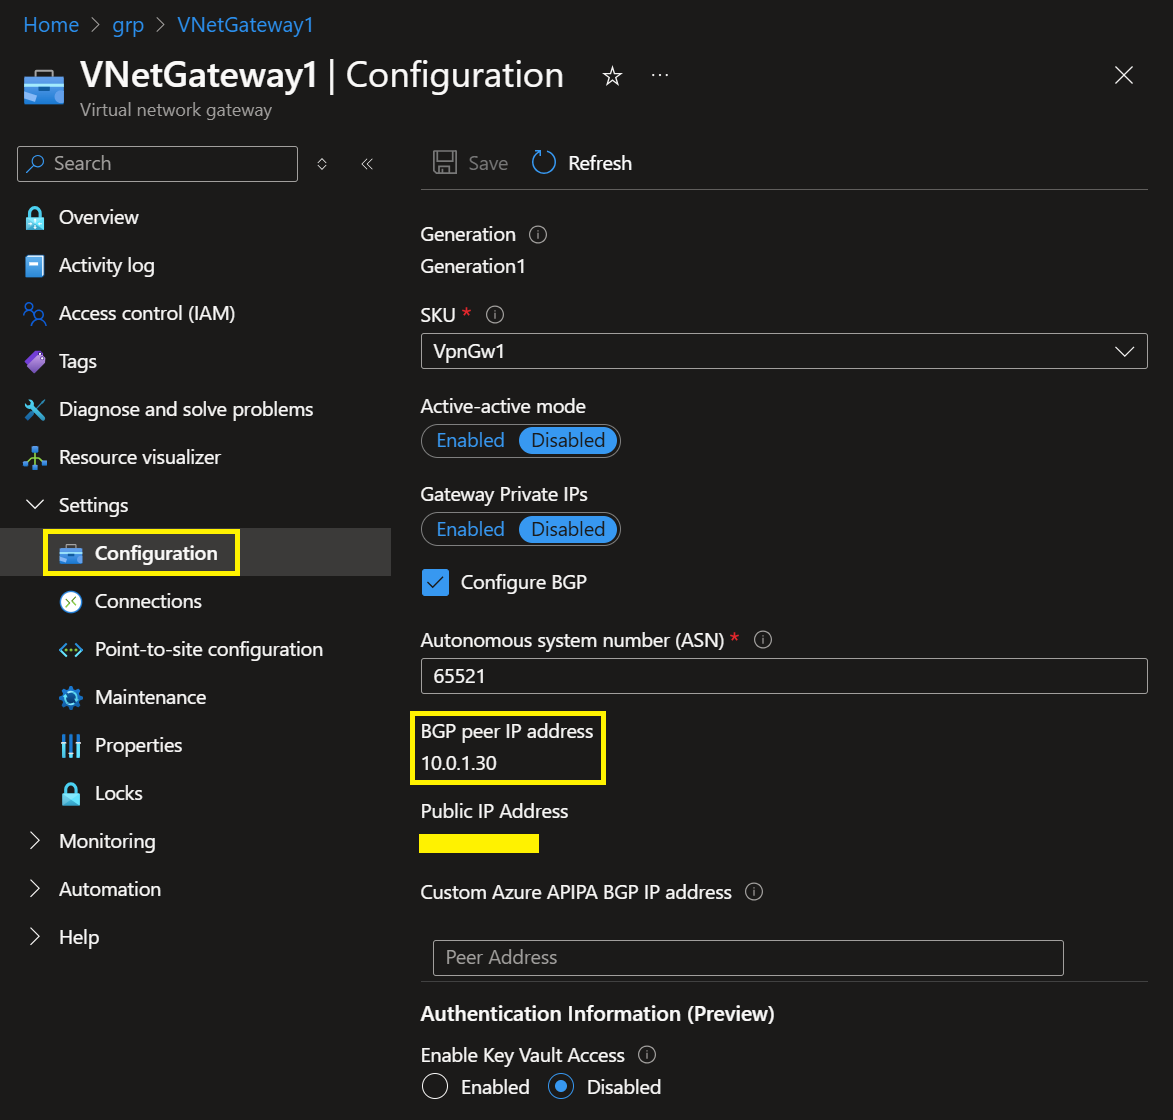 Home > grp > VNetGateway1
VNetGateway1 | Configuration
Virtual network gateway
Search
Save
Refresh
Overview
Activity log
Access control (IAM)
Tags
Diagnose and solve problems
Resource visualizer
Settings
Configuration
Connections
Point-to-site configuration
Maintenance
Properties
Locks
Monitoring
Automation
Help
Generation
Generation1
SKU *
VpnGw1
Active-active mode
Enabled Disabled
Gateway Private IPs
Enabled Disabled
Configure BGP
Autonomous system number (ASN) *
65521
BGP peer IP address
10.0.1.30
Public IP Address
Custom Azure APIPA BGP IP address
Peer Address
Authentication Information (Preview)
Enable Key Vault Access
Enabled Disabled